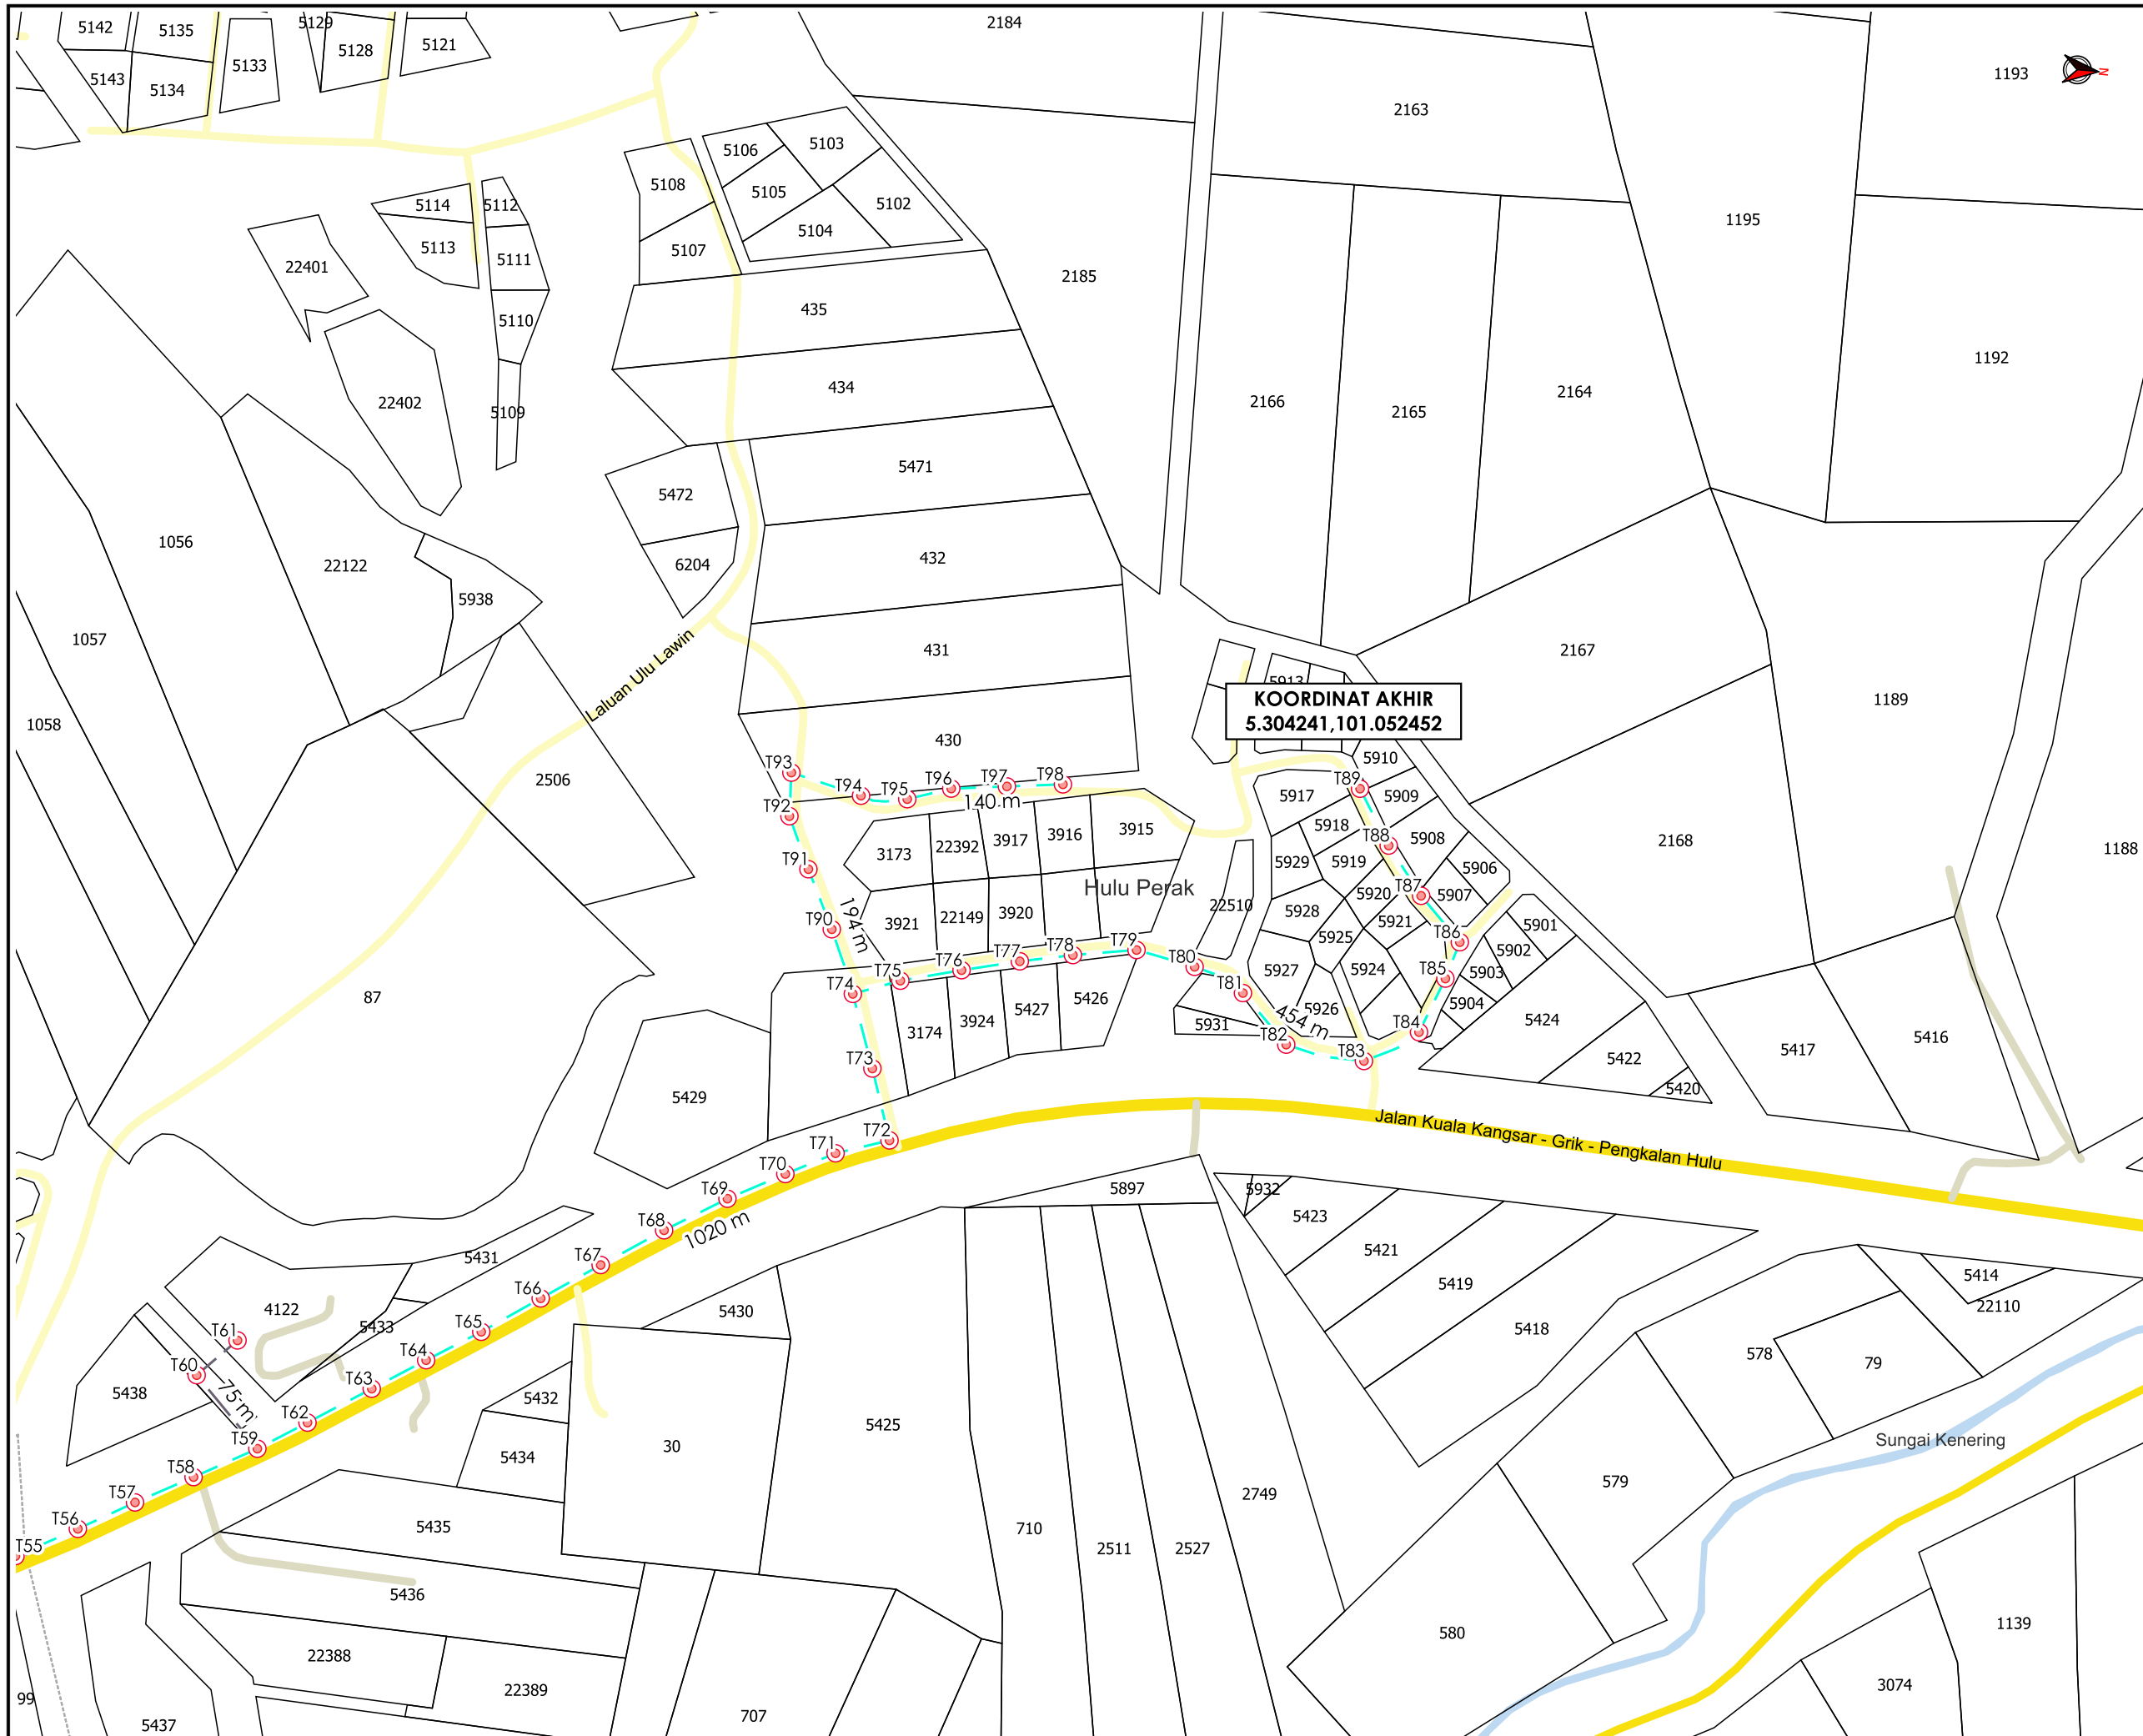 5142
5135
5129
5128
5121
2184
5143
5134
5133
1193
N
2163
5106
5103
5108
5105
5102
5104
5107
5114
5112
5113
5111
5110
5109
22401
22402
1195
2185
435
434
1192
2166
2165
2164
5471
5472
432
6204
1056
22122
5938
1057
431
2167
1058
Laluan Ulu Lawin
5913
KOORDINAT AKHIR
5.304241,101.052452
1189
430
5910
2506
T93
T94
T95
T96
T97
T98
140 m
T92
T89
5917
5909
5918
T88
5908
3173
22392
3917
3916
3915
2168
1188
T91
5929
5919
5906
Hulu Perak
T87
5920
5907
22510
194 m
T90
3921
22149
3920
5928
5921
5901
5925
T86
5902
T79
T78
T77
T76
T75
T74
T80
T81
5927
5924
T85
5903
5904
87
3174
3924
5427
5426
5926
454 m
5931
T82
T83
T84
5424
5422
5420
5417
5416
T73
5429
T72
T71
T70
T69
T68
1020 m
Jalan Kuala Kangsar - Grik - Pengkalan Hulu
5897
5932
5423
5421
5419
5418
5431
T67
T66
T65
T64
T63
T62
4122
5433
T61
T60
75 m
T59
T58
T57
T56
T55
5438
5430
5414
22110
578
79
5432
5434
30
5425
Sungai Kenering
579
2749
710
2511
2527
5435
5436
580
1139
22388
22389
3074
99
5437
707